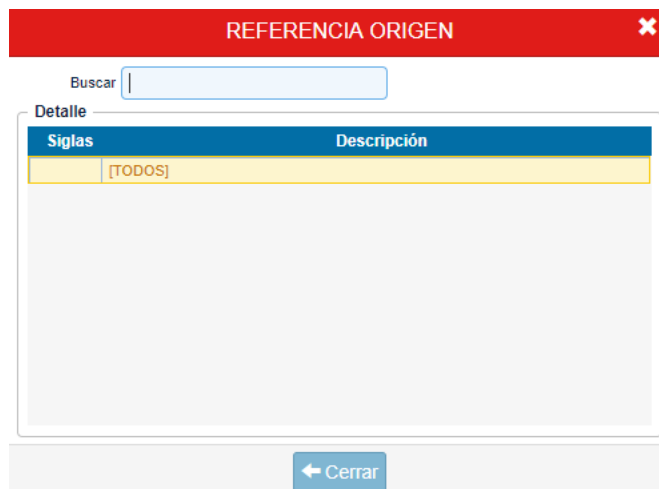 REFERENCIA ORIGEN
Buscar
Detalle
Siglas Descripción
[TODOS]
Cerrar